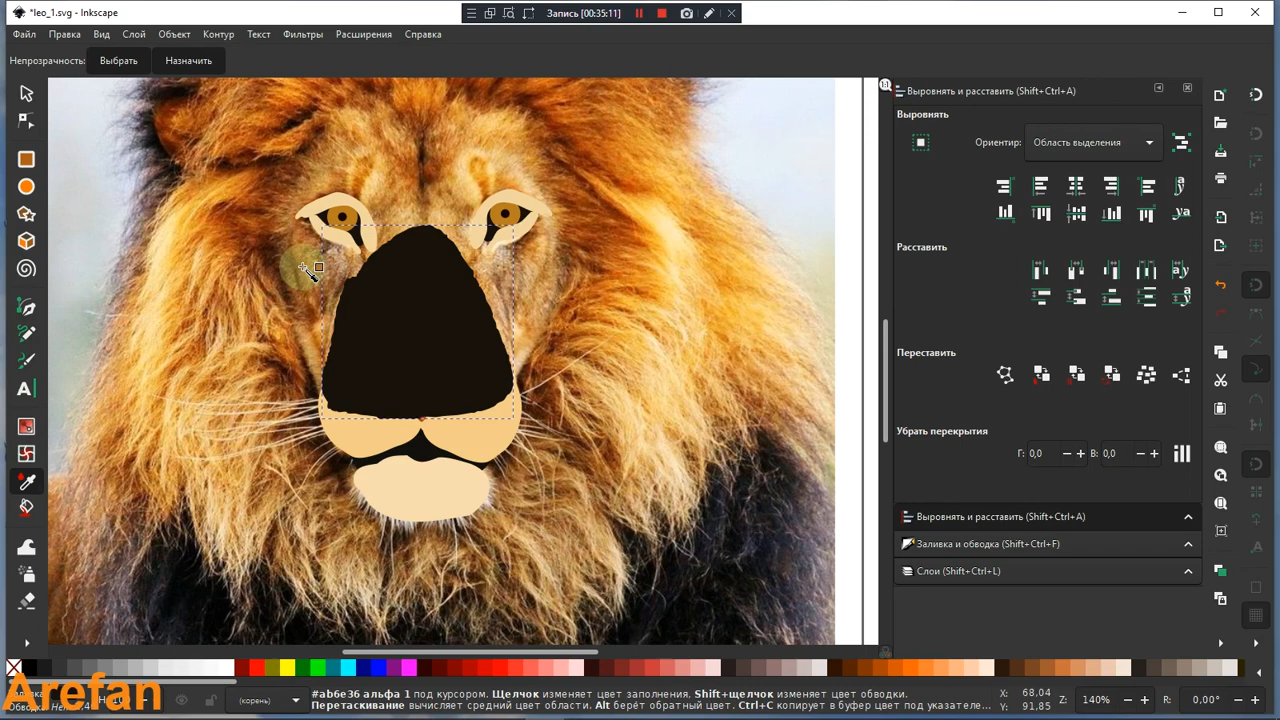 *leo_1.svg - Inkscape
Запись [00:35:11]
Файл Правка Вид Слой Объект Контур Текст Фильтры Расширения Справка
Непрозрачность: Выбрать Назначить
Выровнять и расставить (Shift+Ctrl+A)
Выровнять
Ориентир: Область выделения
Расставить
Переставить
Убрать перекрытия
Г: 0,0 В: 0,0
Выровнять и расставить (Shift+Ctrl+A)
Заливка и обводка (Shift+Ctrl+F)
Слои (Shift+Ctrl+L)
Arefan
(корень)
#ab6e36 альфа 1 под курсором. Щелчок изменяет цвет заполнения, Shift+щелчок изменяет цвет обводки.
Перетаскивание вычисляет средний цвет области. Alt берёт обратный цвет. Ctrl+C копирует в буфер цвет под указателе...
X: 68,04
Y: 91,85
Z: 140%
R: 0,00°